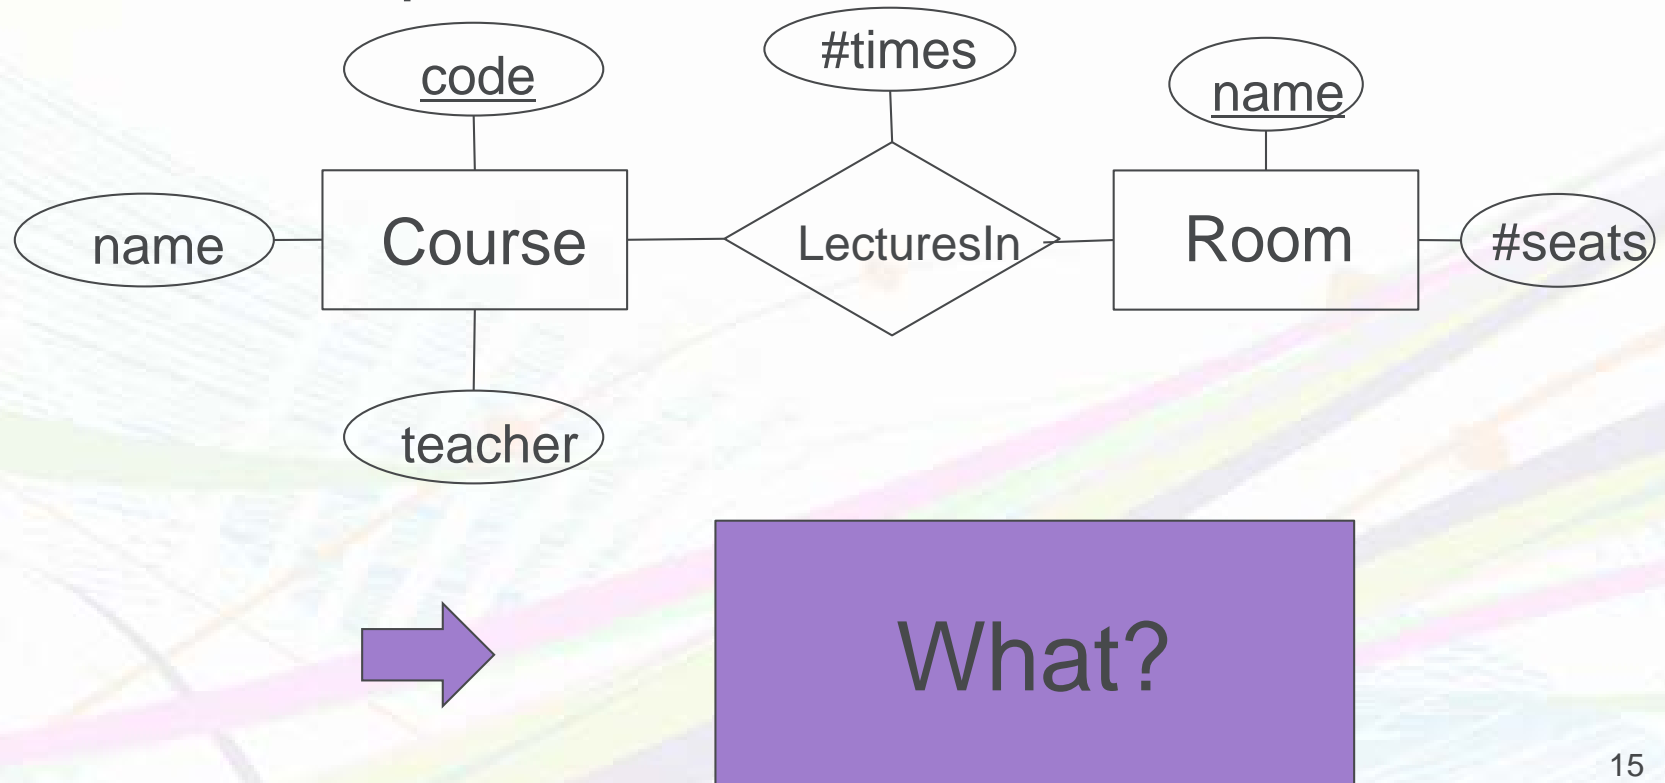 code
#times
name
name
Course
LecturesIn
Room
#seats
teacher
What?
15